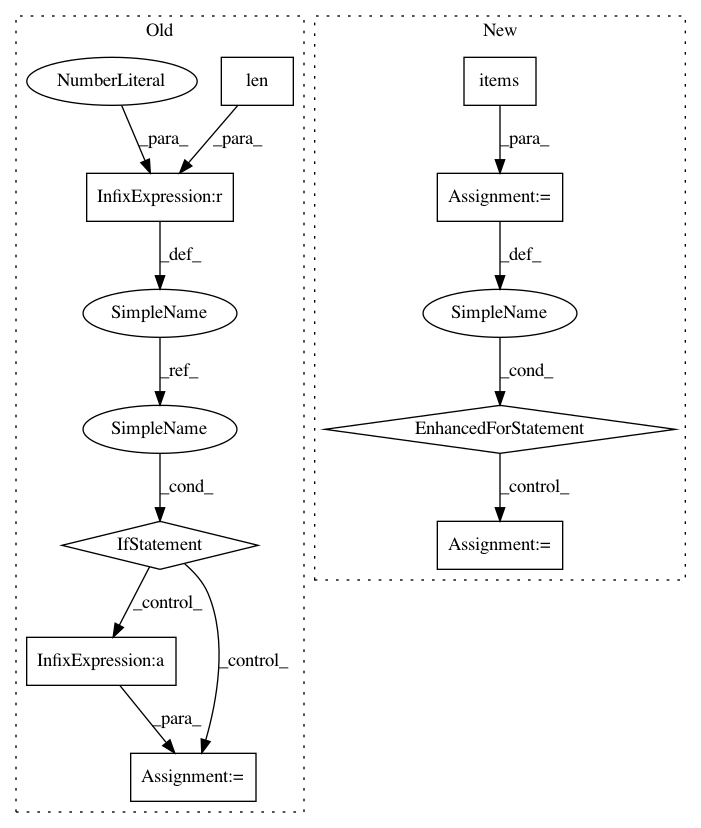 Old
New
NumberLiteral
len
items
_para_
_para_
_para_
InfixExpression:r
Assignment:=
_def_
_def_
SimpleName
SimpleName
_ref_
_cond_
SimpleName
EnhancedForStatement
_cond_
_control_
IfStatement
Assignment:=
_control_
InfixExpression:a
_control_
_para_
Assignment:=